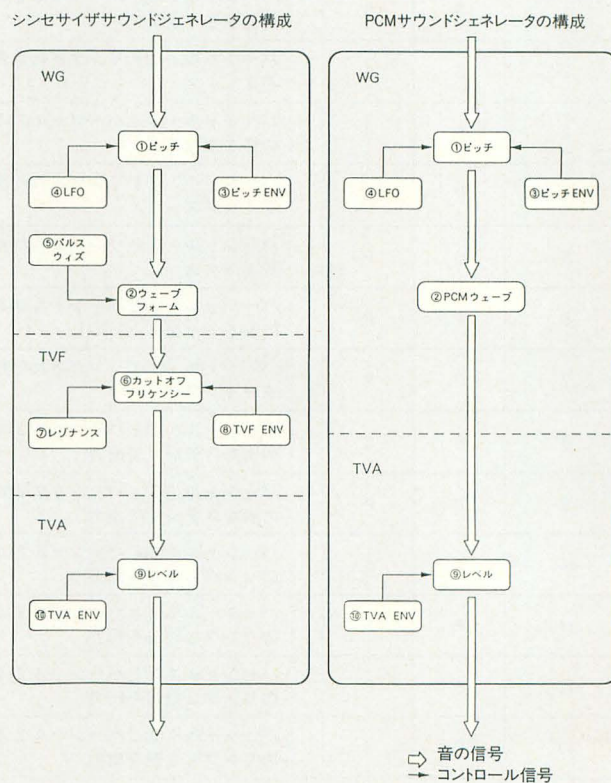 シンセサイザサウンドジェネレータの構成
WG
①ピッチ
④LFO
③ピッチENV
⑤パルス
ウィズ
②ウェーブ
フォーム
TVF
⑥カットオフ
フリケンシー
⑦レゾナンス
⑧TVF ENV
TVA
⑨レベル
⑩TVA ENV
PCMサウンドシェネレータの構成
WG
①ピッチ
④LFO
③ピッチENV
②PCMウェーブ
TVA
⑨レベル
⑩TVA ENV
音の信号
コントロール信号